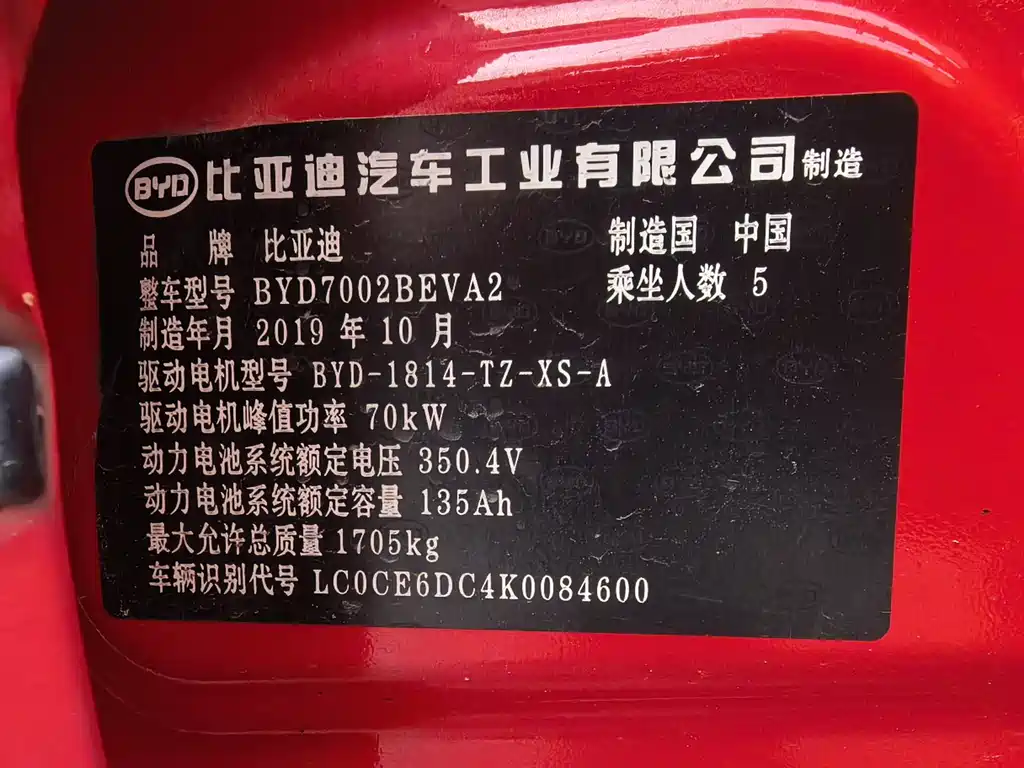 BYD 比亚迪汽车工业有限公司制造
品 牌 比亚迪 制造国 中国
整车型号 BYD7002BEVA2 乘坐人数 5
制造年月 2019 年 10 月
驱动电机型号 BYD-1814-TZ-XS-A
驱动电机峰值功率 70kW
动力电池系统额定电压 350.4V
动力电池系统额定容量 135Ah
最大允许总质量 1705kg
车辆识别代号 LC0CE6DC4K0084600